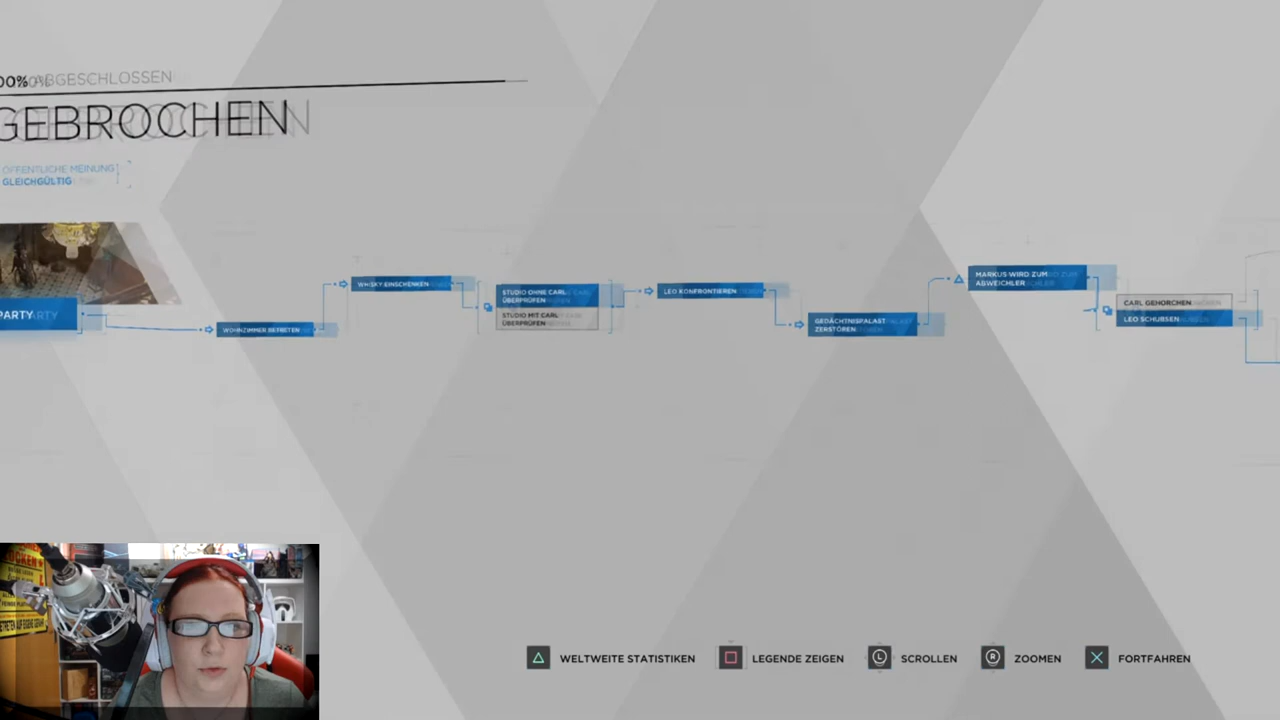 00% ABGESCHLOSSEN
GEBROCHEN
ÖFFENTLICHE MEINUNG
GLEICHGÜLTIG
PARTY
WOHNZIMMER BETRETEN
WHISKY EINSCHENKEN
STUDIO OHNE CARL
ÜBERPRÜFEN
STUDIO MIT CARL
ÜBERPRÜFEN
LEO KONFRONTIEREN
GEDÄCHTNISPALAST
ZERSTÖREN
MARKUS WIRD ZUM
ABWEICHLER
CARL GEHORCHEN
LEO SCHUBSEN
WELTWEITE STATISTIKEN
LEGENDE ZEIGEN
L
SCROLLEN
R
ZOOMEN
FORTFAHREN